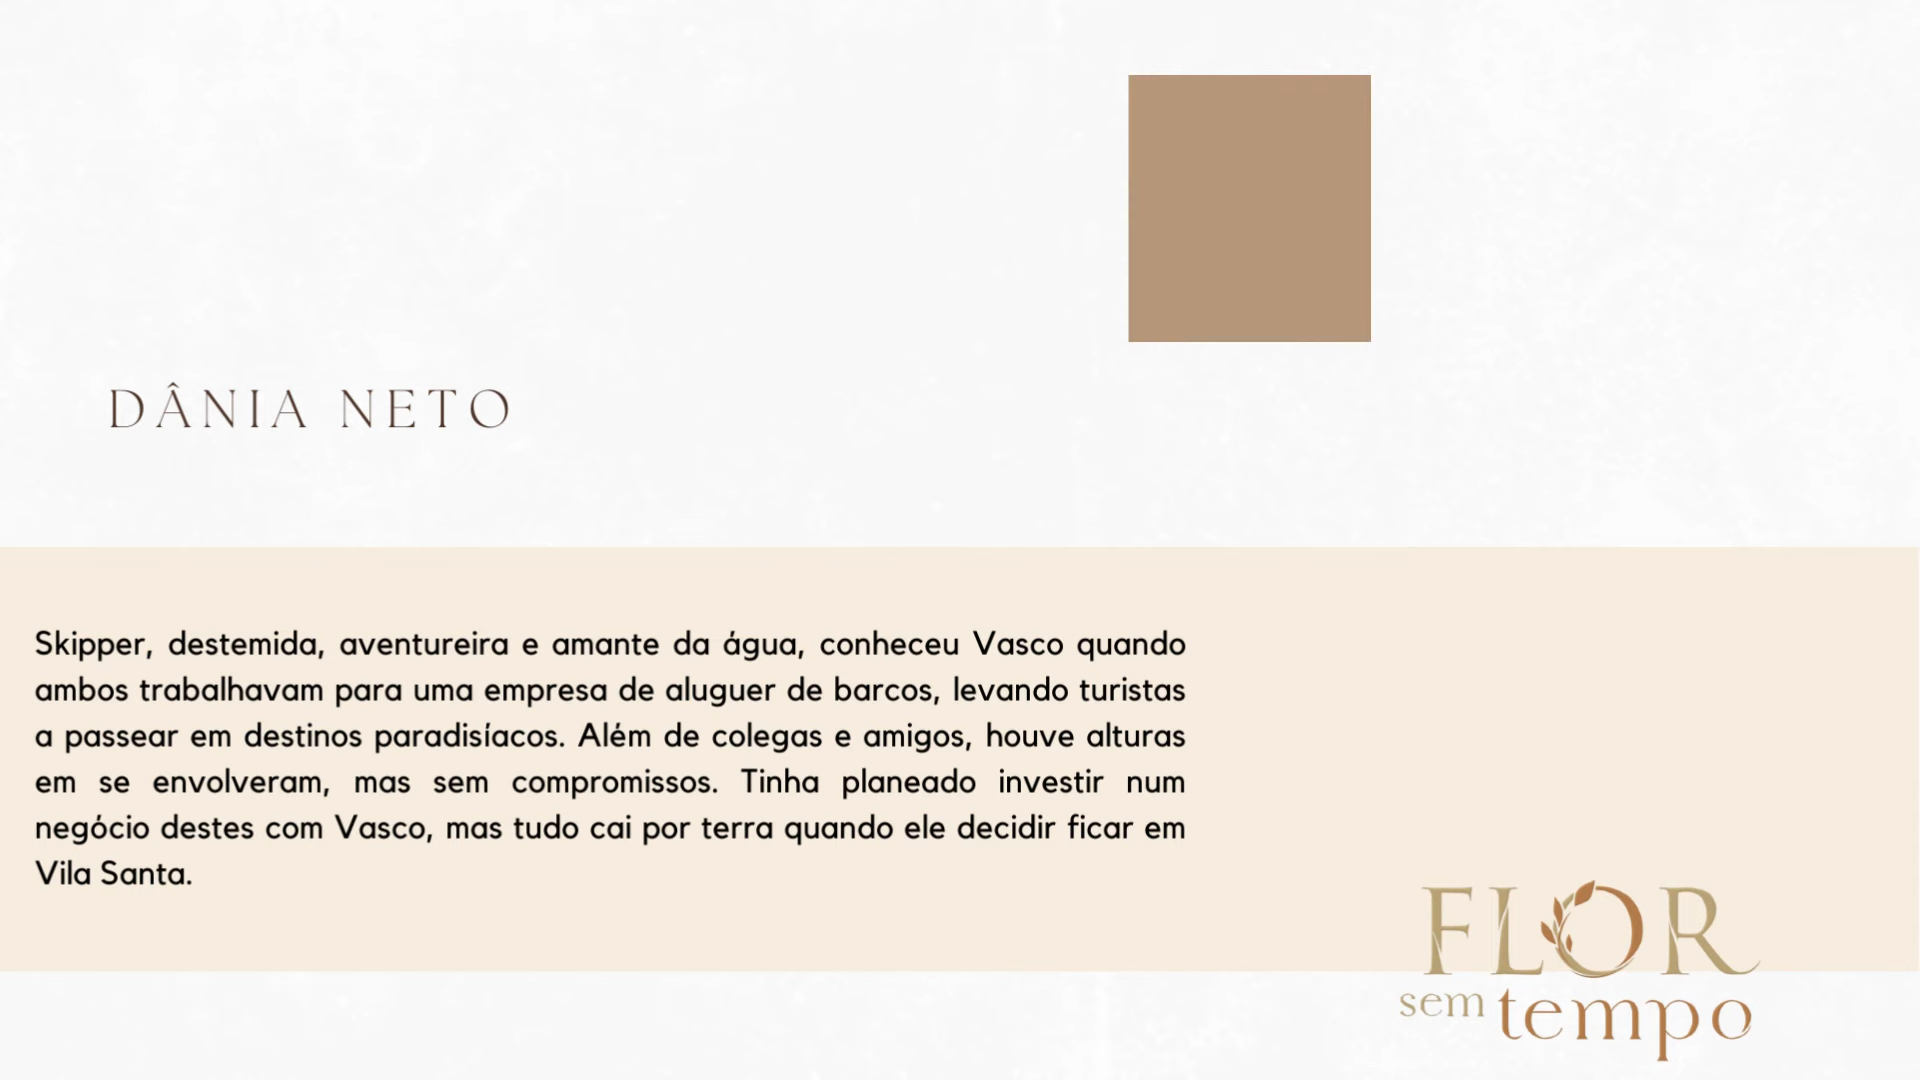 DÂNIA NETO
Skipper, destemida, aventureira e amante da água, conheceu Vasco quando
ambos trabalhavam para uma empresa de aluguer de barcos, levando turistas
a passear em destinos paradisíacos. Além de colegas e amigos, houve alturas
em se envolveram, mas sem compromissos. Tinha planeado investir num
negócio destes com Vasco, mas tudo cai por terra quando ele decidir ficar em
Vila Santa.
FLOR
sem tempo